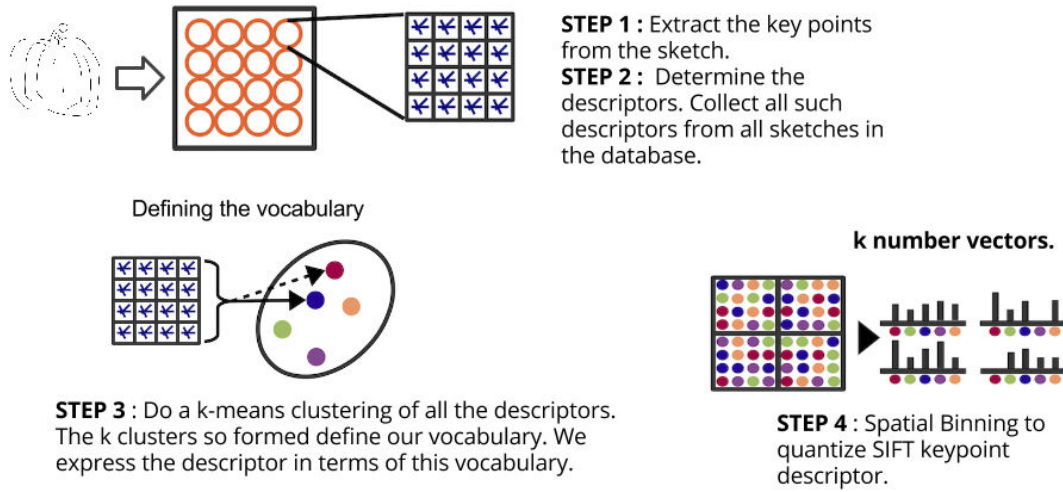 STEP 1 : Extract the key points
from the sketch.
STEP 2 : Determine the
descriptors. Collect all such
descriptors from all sketches in
the database.
Defining the vocabulary
k number vectors.
STEP 3 : Do a k-means clustering of all the descriptors.
The k clusters so formed define our vocabulary. We
express the descriptor in terms of this vocabulary.
STEP 4 : Spatial Binning to
quantize SIFT keypoint
descriptor.